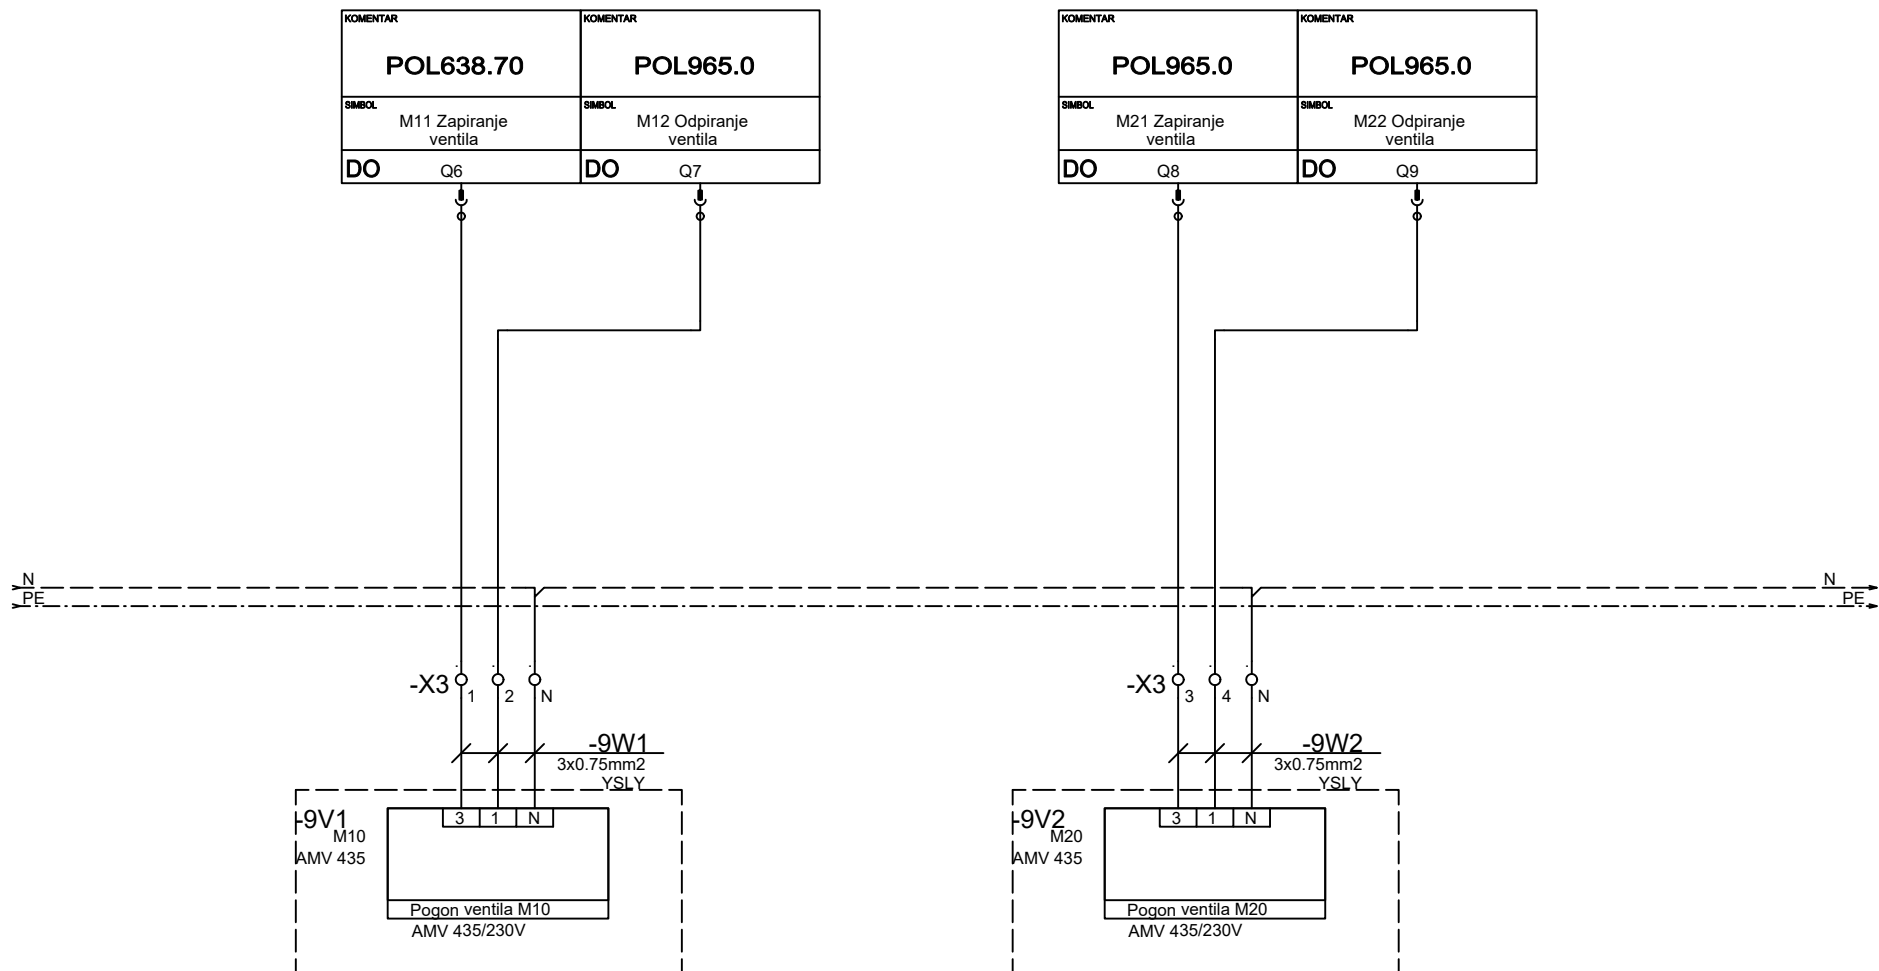 KOMENTAR
KOMENTAR
POL638.70
POL965.0
SIMBOL
SIMBOL
M11 Zapiranje
ventila
M12 Odpiranje
ventila
DO Q6
DO Q7
KOMENTAR
KOMENTAR
POL965.0
POL965.0
SIMBOL
SIMBOL
M21 Zapiranje
ventila
M22 Odpiranje
ventila
DO Q8
DO Q9
N
N
PE
PE
-X3 1 2 N
-X3 3 4 N
-9W1
3x0.75mm2
YSLY
-9W2
3x0.75mm2
YSLY
-9V1
M10
AMV 435
3 1 N
Pogon ventila M10
AMV 435/230V
-9V2
M20
AMV 435
3 1 N
Pogon ventila M20
AMV 435/230V